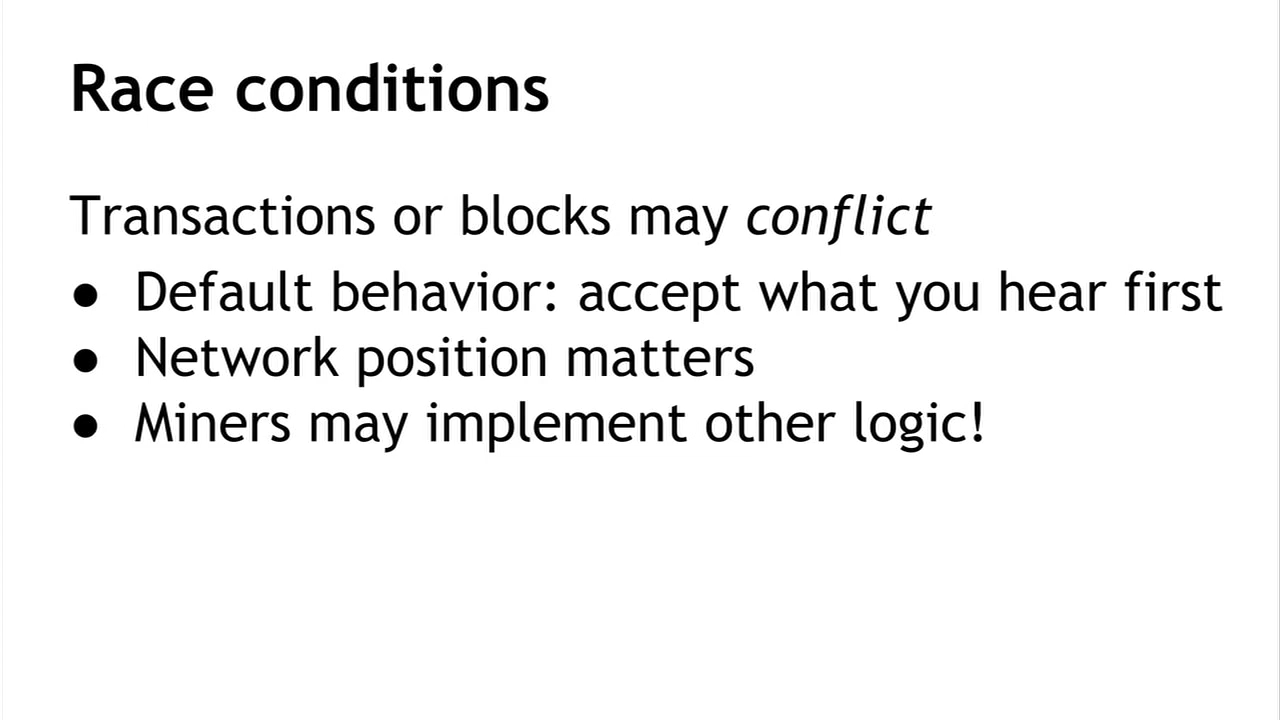 Race conditions
Transactions or blocks may conflict
● Default behavior: accept what you hear first
● Network position matters
● Miners may implement other logic!